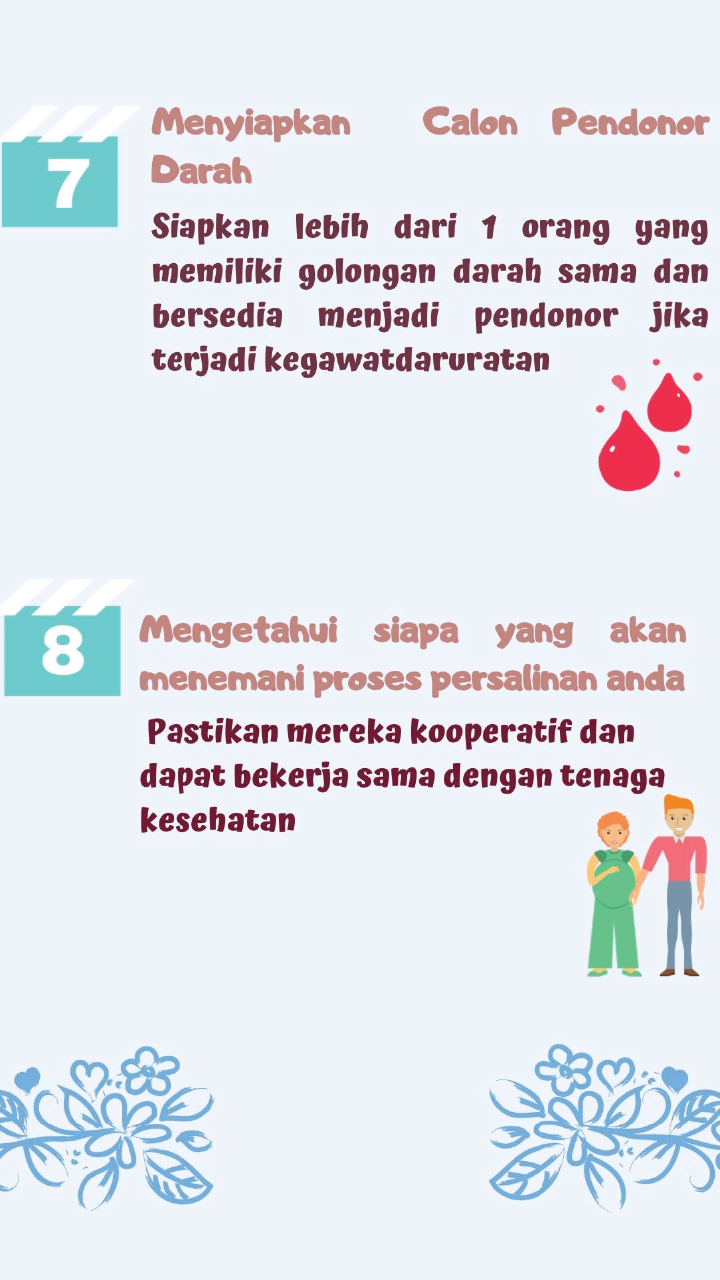 7
Menyiapkan Calon Pendonor
Darah
Siapkan lebih dari 1 orang yang
memiliki golongan darah sama dan
bersedia menjadi pendonor jika
terjadi kegawatdaruratan
8
Mengetahui siapa yang akan
menemani proses persalinan anda
Pastikan mereka kooperatif dan
dapat bekerja sama dengan tenaga
kesehatan